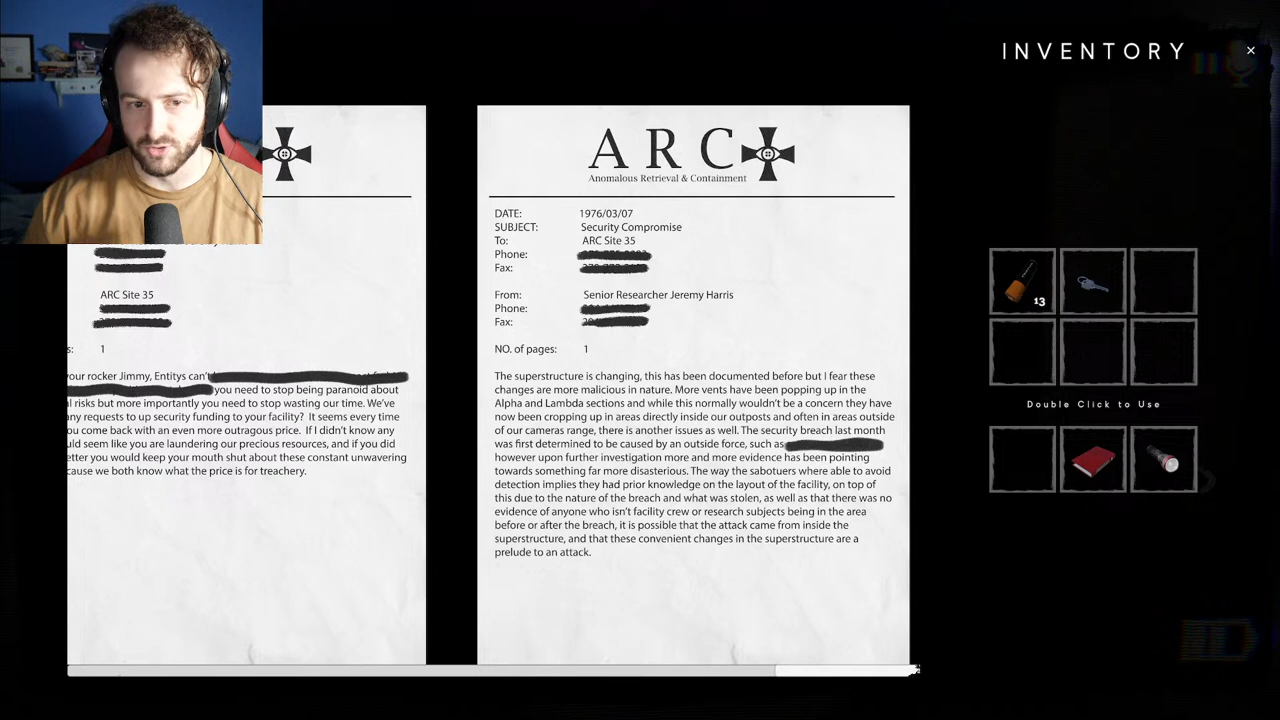 ARC Site 35
s: 1
your rocker Jimmy, Entitys can't
you need to stop being paranoid about
l risks but more importantly you need to stop wasting our time. We've
any requests to up security funding to your facility? It seems every time
ou come back with an even more outragous price. If I didn't know any
uld seem like you are laundering our precious resources, and if you did
etter you would keep your mouth shut about these constant unwavering
cause we both know what the price is for treachery.
ARC
Anomalous Retrieval & Containment
DATE: 1976/03/07
SUBJECT: Security Compromise
To: ARC Site 35
Phone:
Fax:
From: Senior Researcher Jeremy Harris
Phone:
Fax:
NO. of pages: 1
The superstructure is changing, this has been documented before but I fear these
changes are more malicious in nature. More vents have been popping up in the
Alpha and Lambda sections and while this normally wouldn't be a concern they have
now been cropping up in areas directly inside our outposts and often in areas outside
of our cameras range, there is another issues as well. The security breach last month
was first determined to be caused by an outside force, such as
however upon further investigation more and more evidence has been pointing
towards something far more disasterious. The way the sabotuers where able to avoid
detection implies they had prior knowledge on the layout of the facility, on top of
this due to the nature of the breach and what was stolen, as well as that there was no
evidence of anyone who isn't facility crew or research subjects being in the area
before or after the breach, it is possible that the attack came from inside the
superstructure, and that these convenient changes in the superstructure are a
prelude to an attack.
INVENTORY
×
13
Double Click to Use